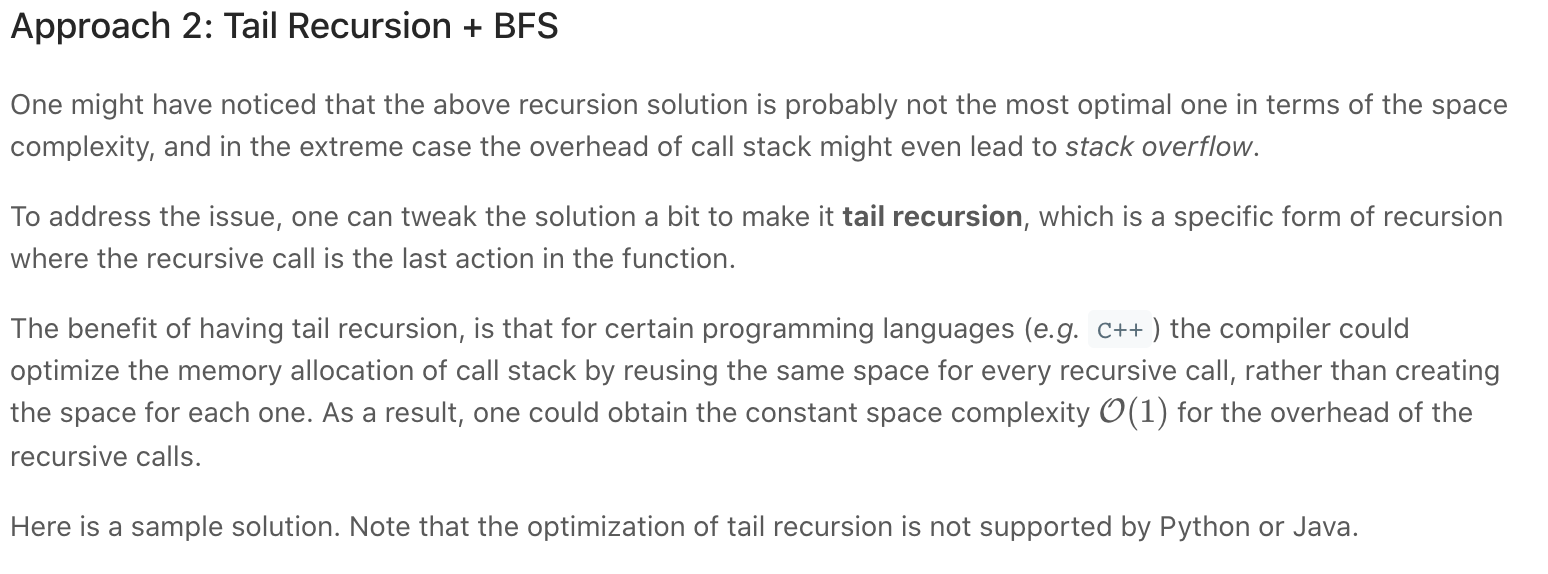 Approach 2: Tail Recursion + BFS
One might have noticed that the above recursion solution is probably not the most optimal one in terms of the space
complexity, and in the extreme case the overhead of call stack might even lead to stack overflow.
To address the issue, one can tweak the solution a bit to make it tail recursion, which is a specific form of recursion
where the recursive call is the last action in the function.
The benefit of having tail recursion, is that for certain programming languages (e.g. C++ ) the compiler could
optimize the memory allocation of call stack by reusing the same space for every recursive call, rather than creating
the space for each one. As a result, one could obtain the constant space complexity O(1) for the overhead of the
recursive calls.
Here is a sample solution. Note that the optimization of tail recursion is not supported by Python or Java.